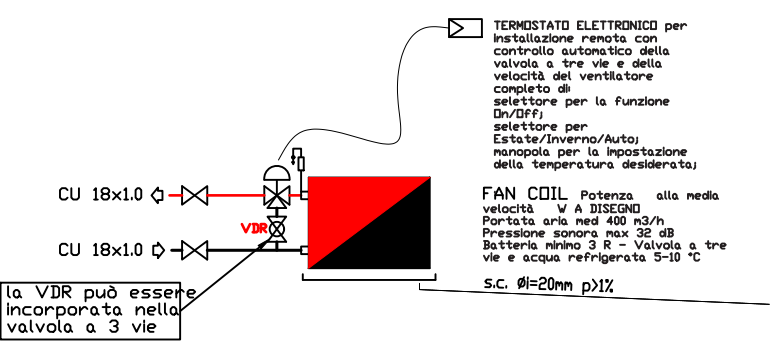 TERMOSTATO ELETTRONICO per
installazione remota con
controllo automatico della
valvola a tre vie e della
velocità del ventilatore
completo di:
selettore per la funzione
On/Off;
selettore per
Estate/Inverno/Auto;
manopola per la impostazione
della temperatura desiderata;
CU 18x1.0
FAN COIL Potenza alla media
velocità W A DISEGNO
Portata aria med 400 m3/h
Pressione sonora max 32 dB
Batteria minimo 3 R - Valvola a tre
vie e acqua refrigerata 5-10 °C
VDR
CU 18x1.0
s.c. Øi=20mm p>1%
la VDR può essere
incorporata nella
valvola a 3 vie